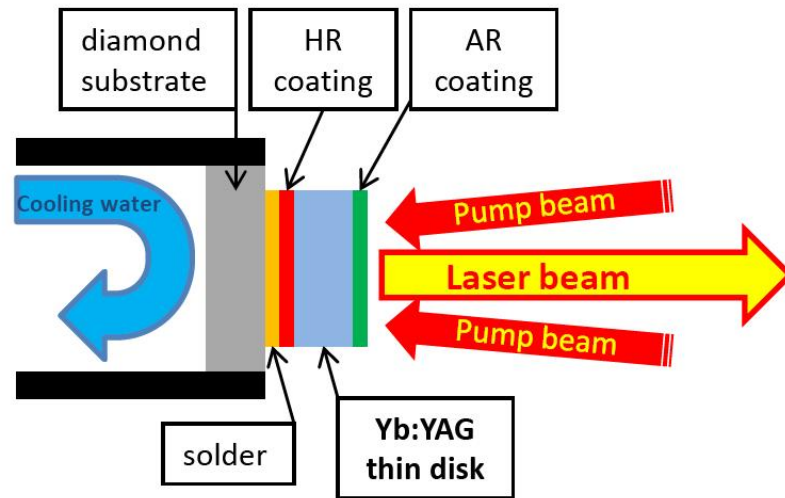 diamond
substrate
HR
coating
AR
coating
Cooling water
Pump beam
Laser beam
Pump beam
solder
Yb:YAG
thin disk